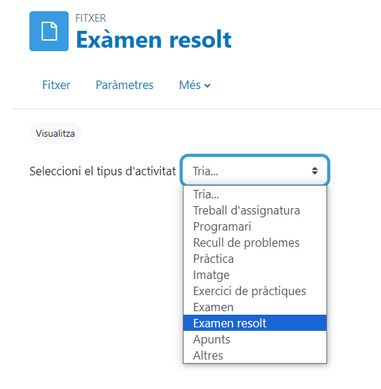 FITXER
Exàmen resolt
Fitxer Paràmetres Més
Visualitza
Seleccioni el tipus d'activitat Tria...
Tria...
Treball d'assignatura
Programari
Recull de problemes
Pràctica
Imatge
Exercici de pràctiques
Examen
Examen resolt
Apunts
Altres